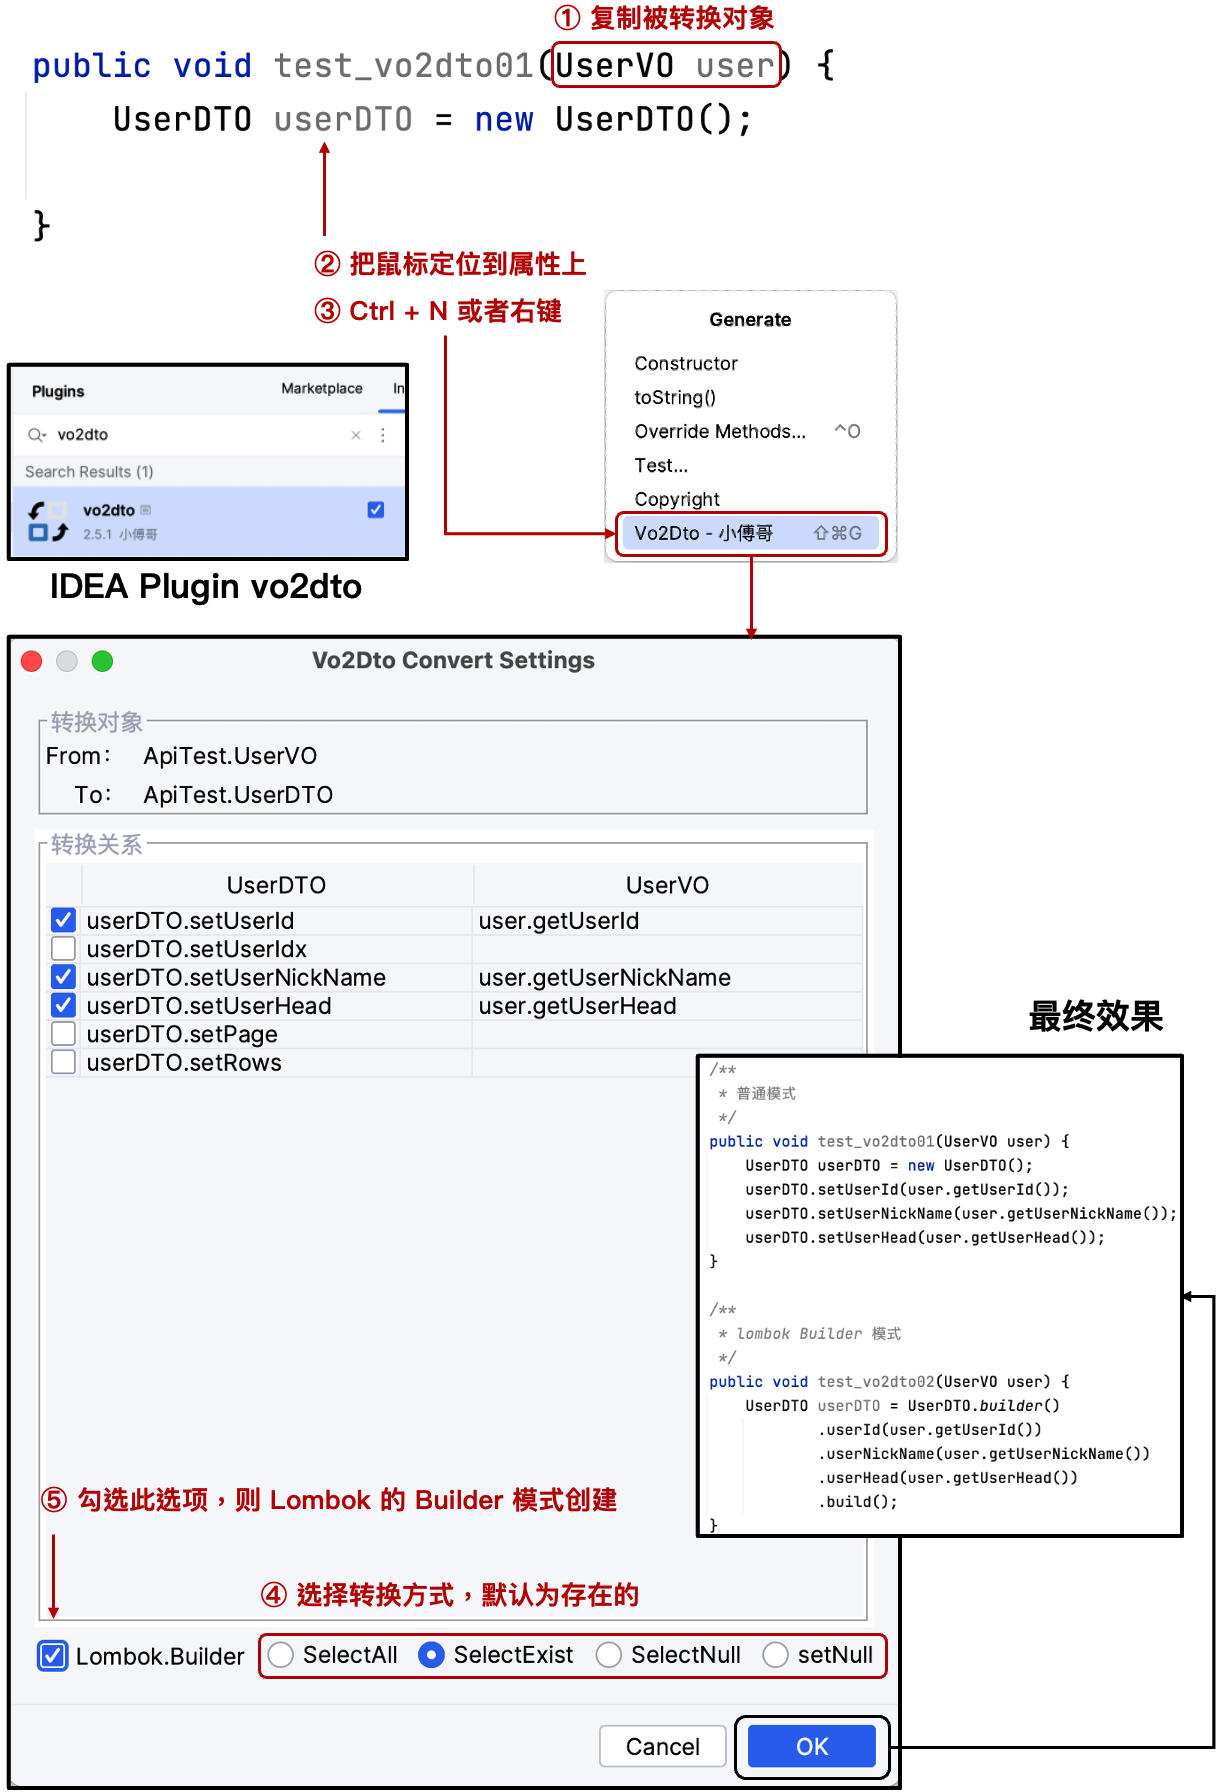 ① 复制被转换对象
public void test_vo2dto01(UserVO user) {
UserDTO userDTO = new UserDTO();
}
② 把鼠标定位到属性上
③ Ctrl + N 或者右键
Generate
Constructor
toString()
Override Methods... ^O
Test...
Copyright
Vo2Dto - 小傅哥 ⇧⌘G
Plugins Marketplace In
vo2dto
Search Results (1)
vo2dto
2.5.1 小傅哥
IDEA Plugin vo2dto
Vo2Dto Convert Settings
转换对象
From: ApiTest.UserVO
To: ApiTest.UserDTO
转换关系
UserDTO UserVO
userDTO.setUserId user.getUserId
userDTO.setUserIdx
userDTO.setUserNickName user.getUserNickName
userDTO.setUserHead user.getUserHead
userDTO.setPage
userDTO.setRows
最终效果
/**
* 普通模式
*/
public void test_vo2dto01(UserVO user) {
UserDTO userDTO = new UserDTO();
userDTO.setUserId(user.getUserId());
userDTO.setUserNickName(user.getUserNickName());
userDTO.setUserHead(user.getUserHead());
}
/**
* lombok Builder 模式
*/
public void test_vo2dto02(UserVO user) {
UserDTO userDTO = UserDTO.builder()
.userId(user.getUserId())
.userNickName(user.getUserNickName())
.userHead(user.getUserHead())
.build();
}
⑤ 勾选此选项，则 Lombok 的 Builder 模式创建
④ 选择转换方式，默认为存在的
Lombok.Builder SelectAll SelectExist SelectNull setNull
Cancel OK